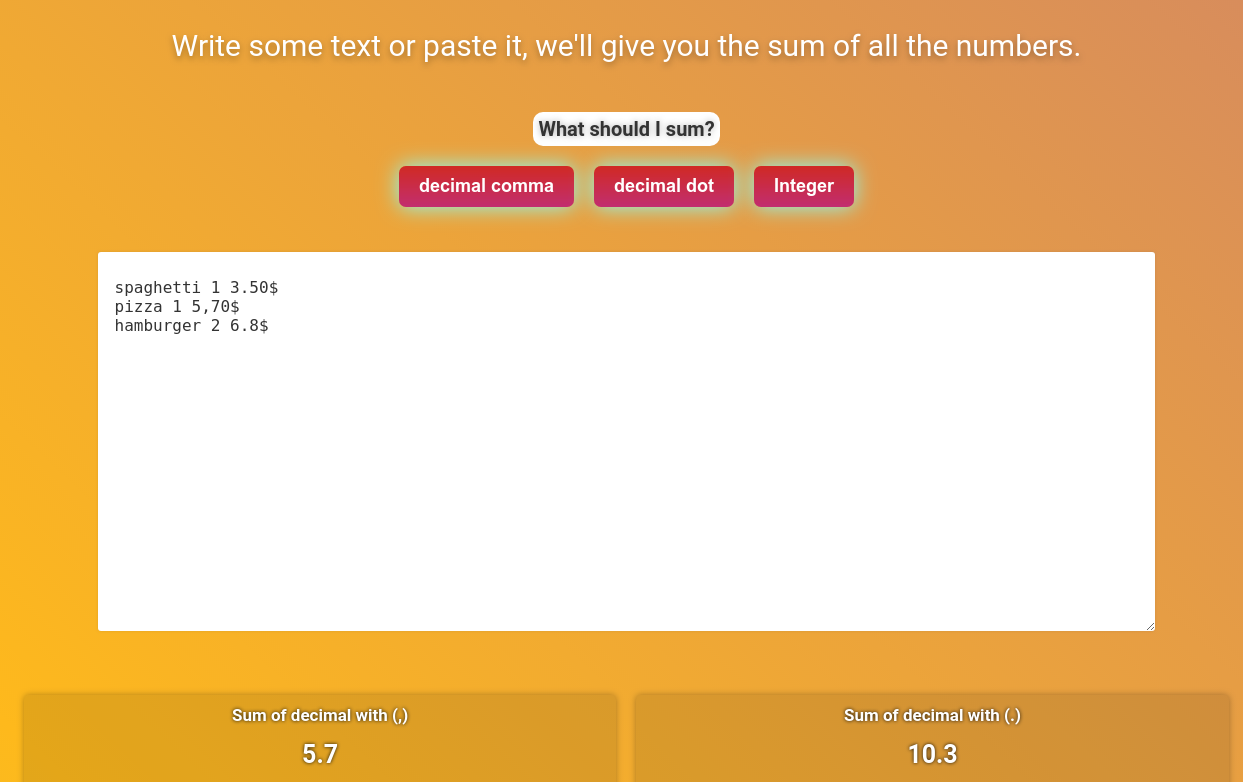 Write some text or paste it, we'll give you the sum of all the numbers.
What should I sum?
decimal comma decimal dot Integer
spaghetti 1 3.50$
pizza 1 5,70$
hamburger 2 6.8$
Sum of decimal with (,) Sum of decimal with (.)
5.7 10.3